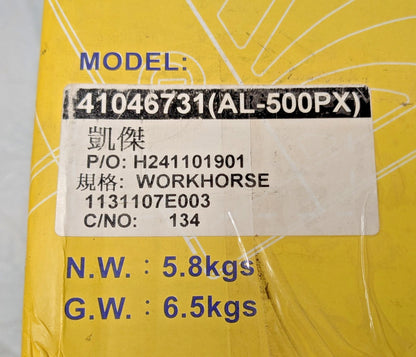 MODEL:
41046731(AL-500PX)
凱傑
P/O: H241101901
規格: WORKHORSE
1131107E003
C/NO: 134
N.W. : 5.8kgs
G.W. : 6.5kgs